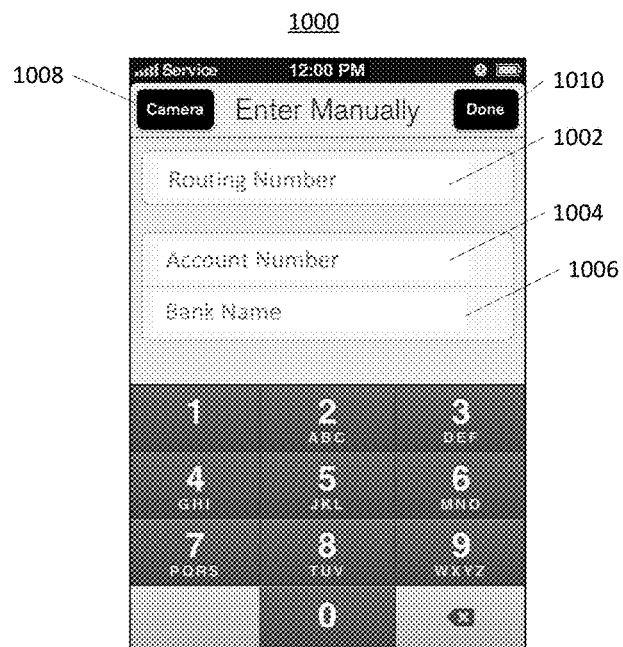 1000
1008
Service 12:00 PM
1010
Camera Enter Manually Done
1002
Routing Number
1004
Account Number
1006
Bank Name
1 2 3
ABC DEF
4 5 6
GHI JKL MNO
7 8 9
PQRS TUV WXYZ
0